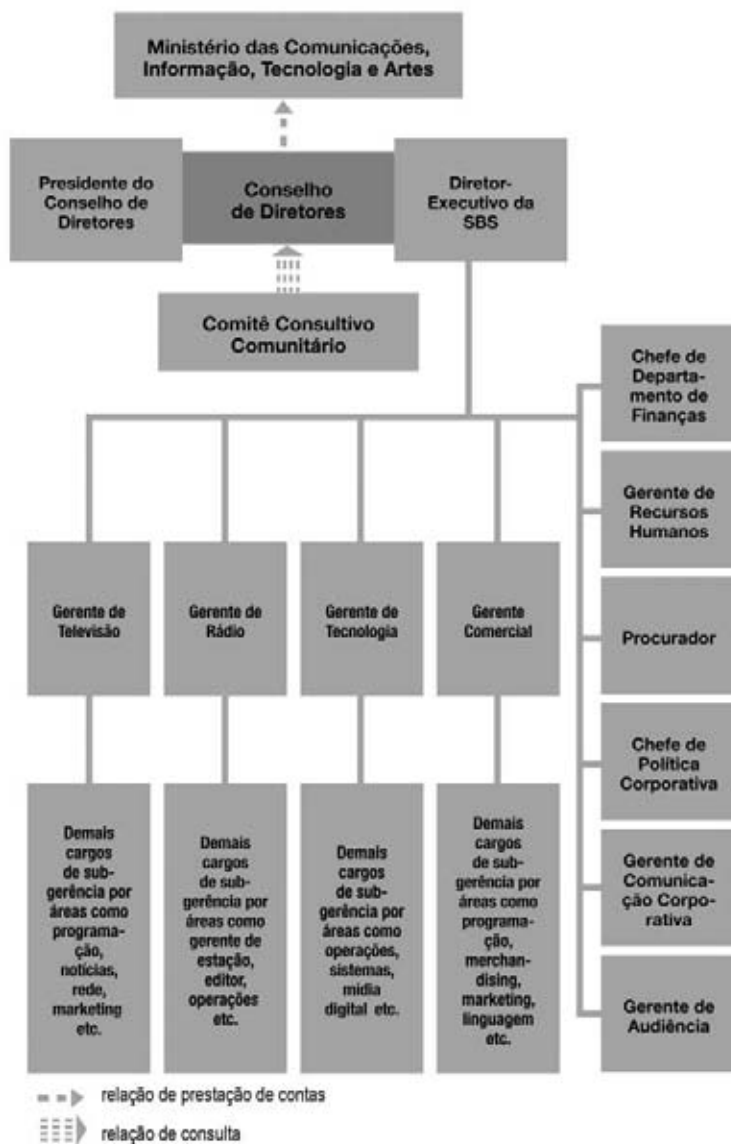 Ministério das Comunicações,
Informação, Tecnologia e Artes
Presidente do
Conselho de
Diretores
Conselho
de Diretores
Diretor-
Executivo da
SBS
Comitê Consultivo
Comunitário
Chefe de
Departa-
mento de
Finanças
Gerente de
Recursos
Humanos
Procurador
Chefe de
Política
Corporativa
Gerente de
Comunica-
ção Corpo-
rativa
Gerente de
Audiência
Gerente de
Televisão
Gerente de
Rádio
Gerente de
Tecnologia
Gerente
Comercial
Demais
cargos
de sub-
gerência por
áreas como
programa-
ção,
notícias,
rede,
marketing
etc.
Demais
cargos
de sub-
gerência por
áreas como
gerente de
estação,
editor,
operações
etc.
Demais
cargos
de sub-
gerência por
áreas como
operações,
sistemas,
mídia
digital etc.
Demais
cargos
de sub-
gerência por
áreas como
programa-
ção,
merchan-
dising,
marketing,
linguagem
etc.
relação de prestação de contas
relação de consulta